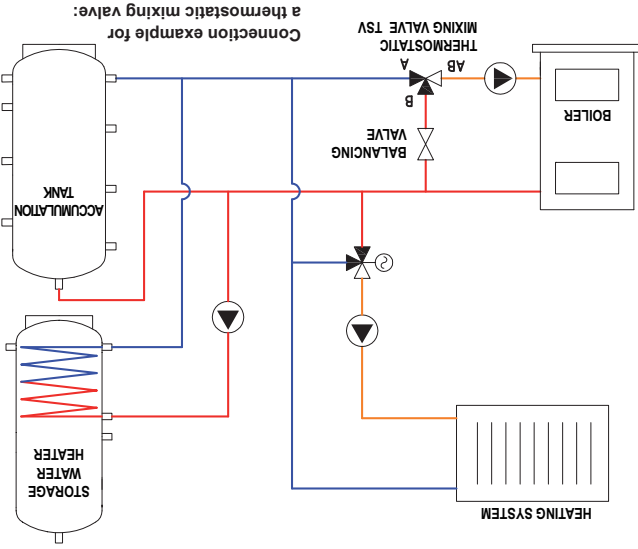 HEATING SYSTEM
STORAGE
WATER
HEATER
ACCUMULATION
TANK
BALANCING
VALVE
BOILER
B
A
AB
THERMOSTATIC
MIXING VALVE TSV
Connection example for
a thermostatic mixing valve: